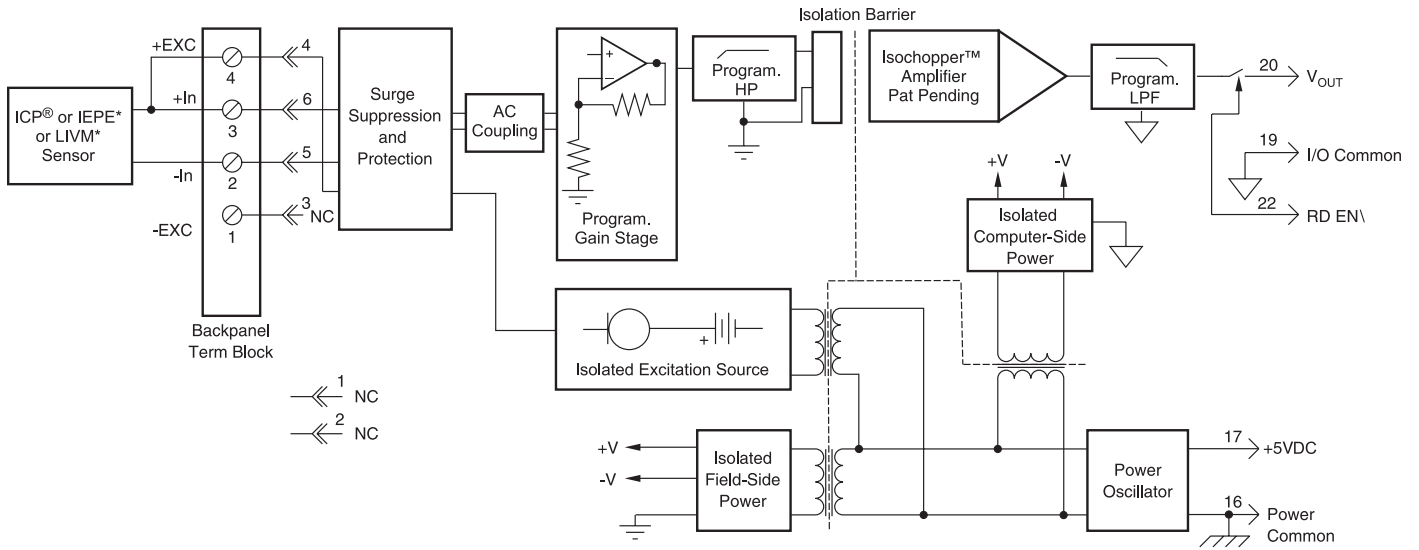 Isolation Barrier
+EXC
4
4
+In
3
6
-In
2
5
-EXC
1
3
NC
ICP® or IEPE*
or LIVM*
Sensor
Backpanel
Term Block
Surge
Suppression
and
Protection
AC
Coupling
+
–
Program.
Gain Stage
Program.
HP
Isochopper™
Amplifier
Pat Pending
Program.
LPF
20
VOUT
19
I/O Common
22
RD EN\
+V
-V
Isolated
Computer-Side
Power
+
Isolated Excitation Source
1
NC
2
NC
+V
-V
Isolated
Field-Side
Power
Power
Oscillator
17
+5VDC
16
Power
Common